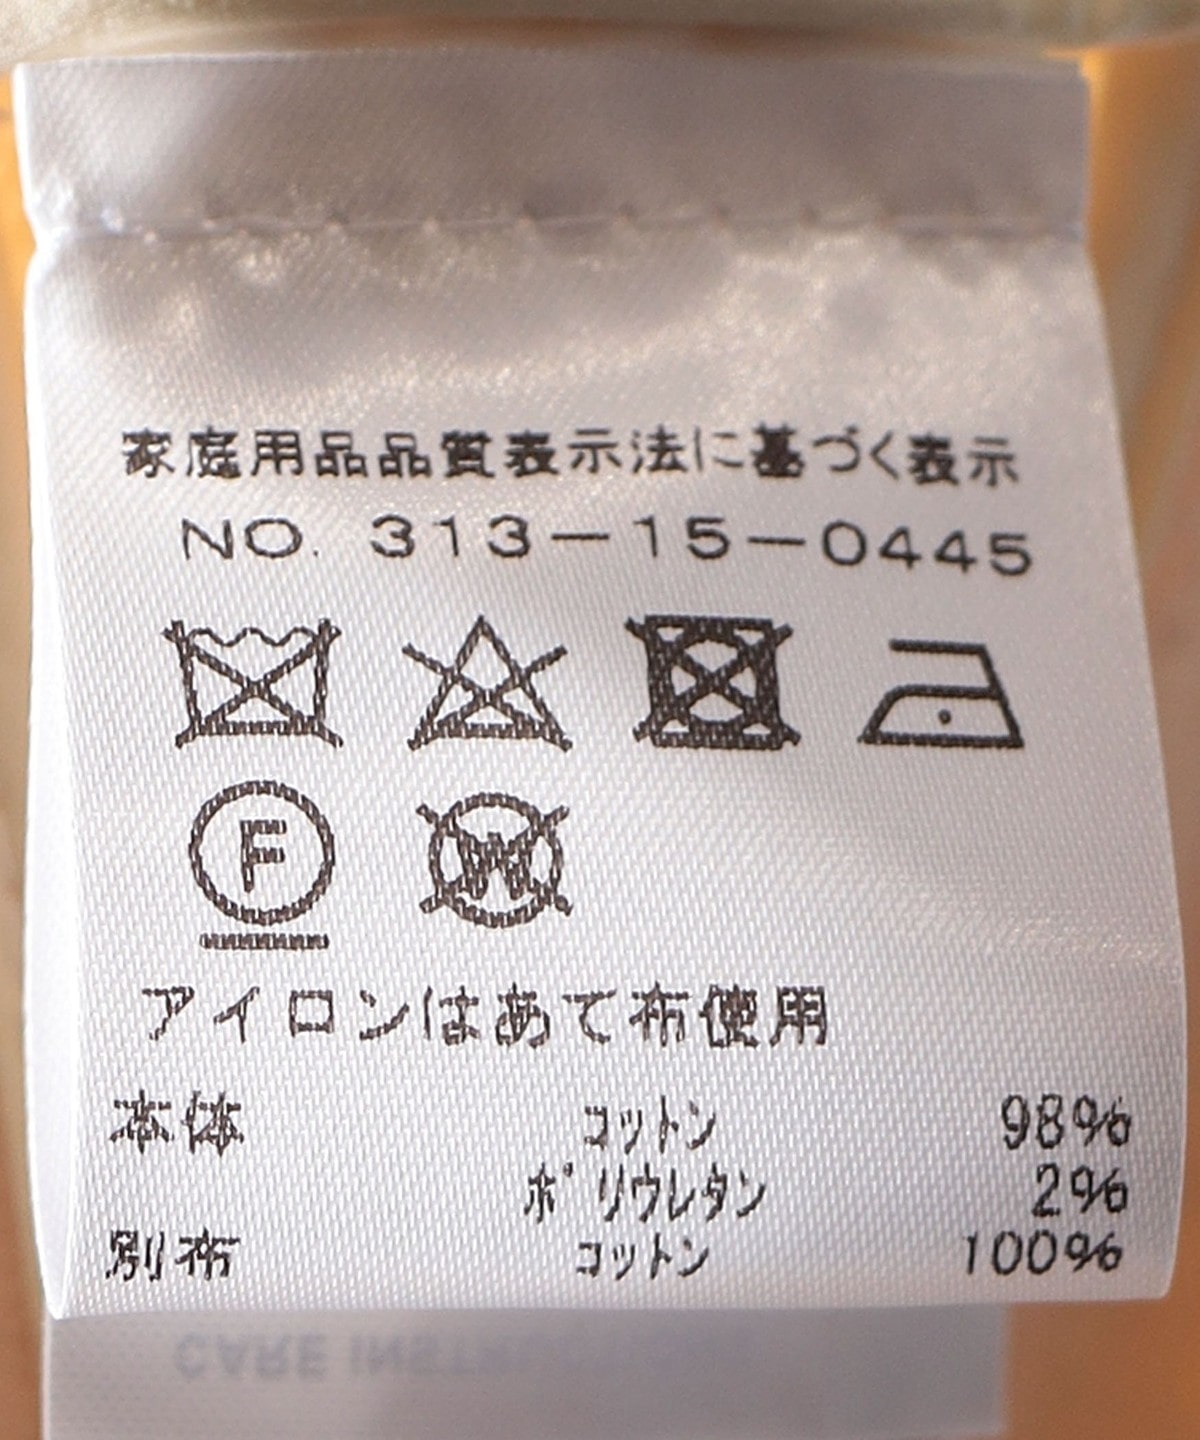 家庭用品品質表示法に基づく表示
NO. 313-15-0445
F W
アイロンはあて布使用
本体 コットン 98%
ポリウレタン 2%
別布 コットン 100%
CARE